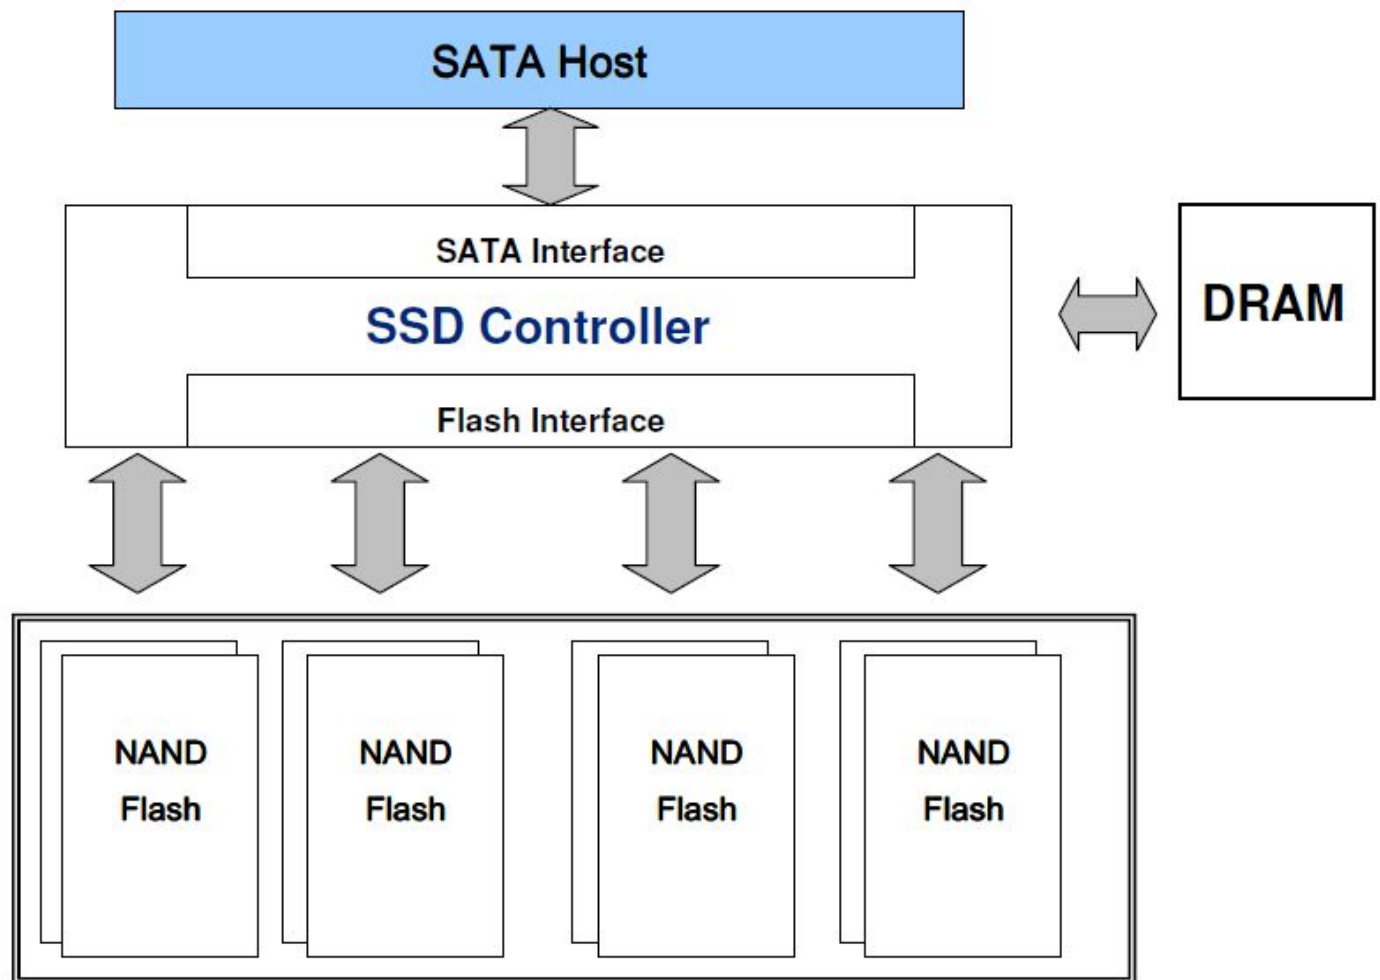 SATA Host
SATA Interface
SSD Controller
DRAM
Flash Interface
NAND
Flash
NAND
Flash
NAND
Flash
NAND
Flash